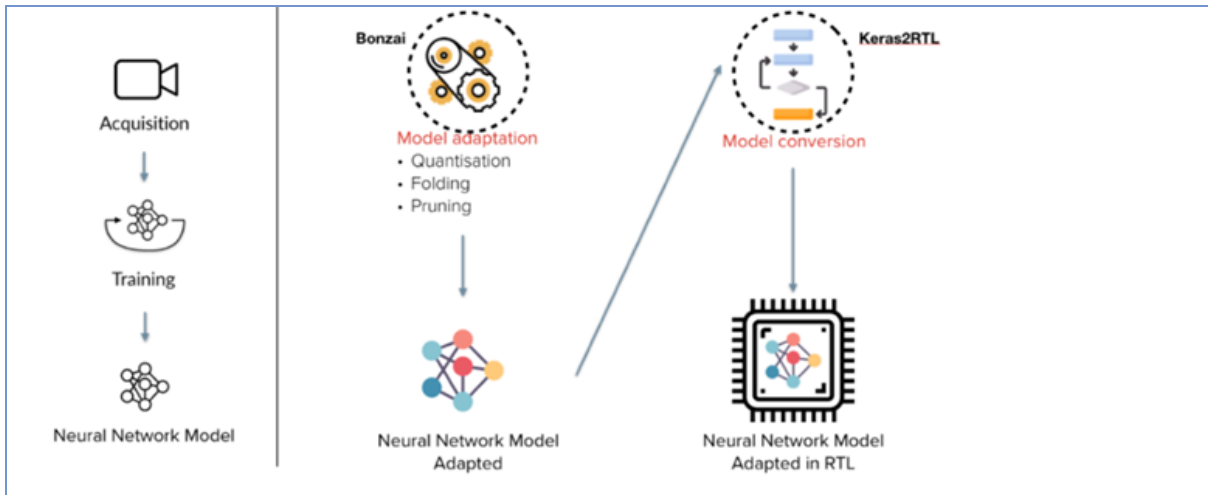 Acquisition
Training
Neural Network Model
Bonzai
Model adaptation
• Quantisation
• Folding
• Pruning
Neural Network Model
Adapted
Keras2RTL
Model conversion
Neural Network Model
Adapted in RTL